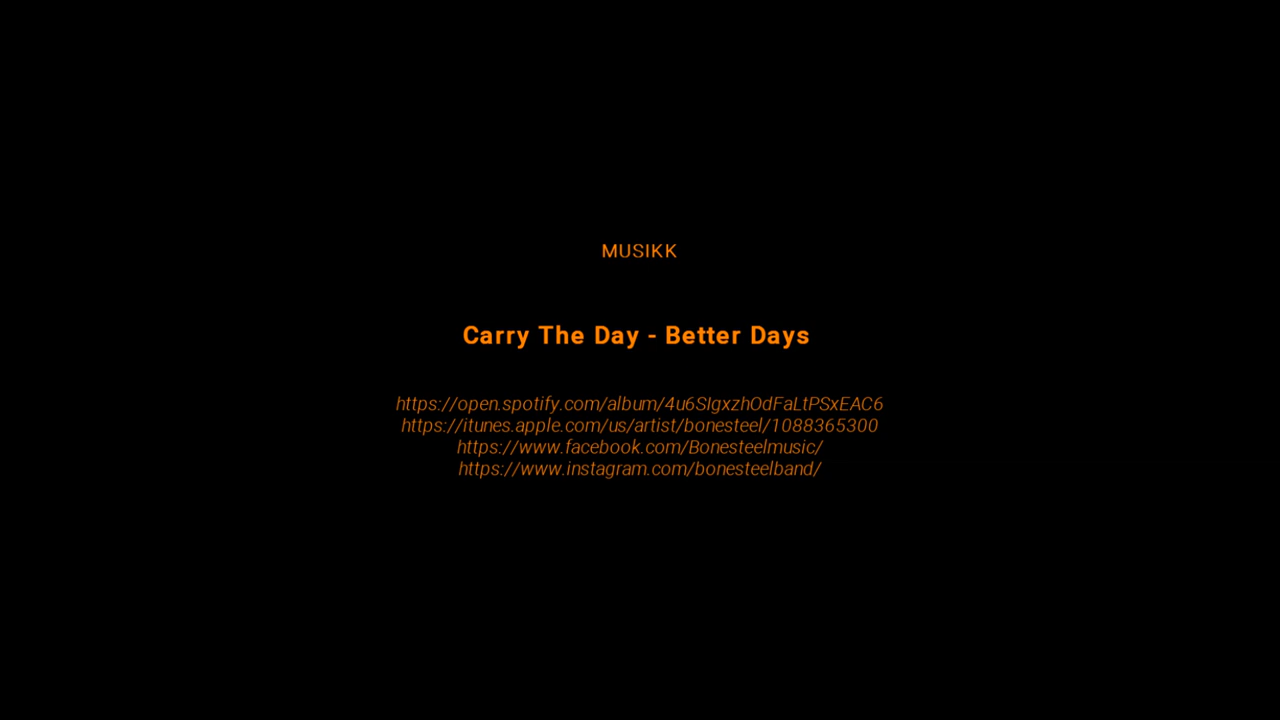 MUSIKK
Carry The Day - Better Days
https://open.spotify.com/album/4u6SIgxzhOdFaLtPSxEAC6
https://itunes.apple.com/us/artist/bonesteel/1088365300
https://www.facebook.com/Bonesteelmusic/
https://www.instagram.com/bonesteelband/